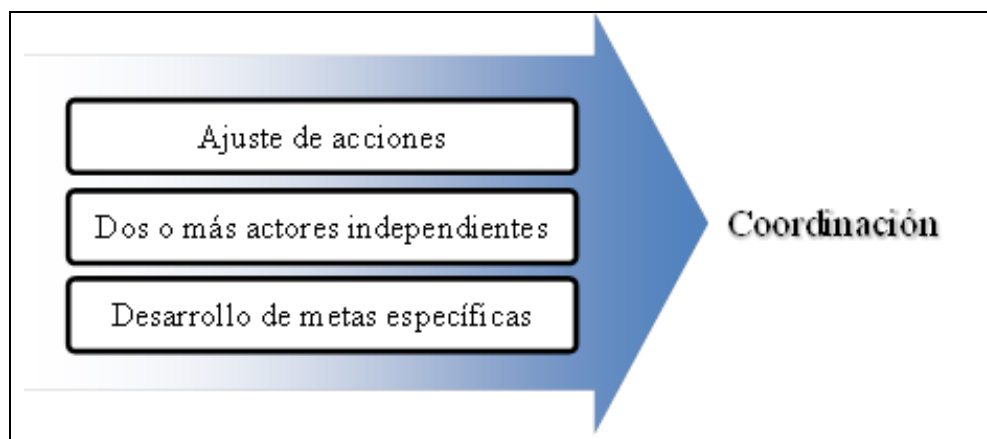 Ajuste de acciones
Dos o más actores independientes
Desarrollo de metas específicas
Coordinación